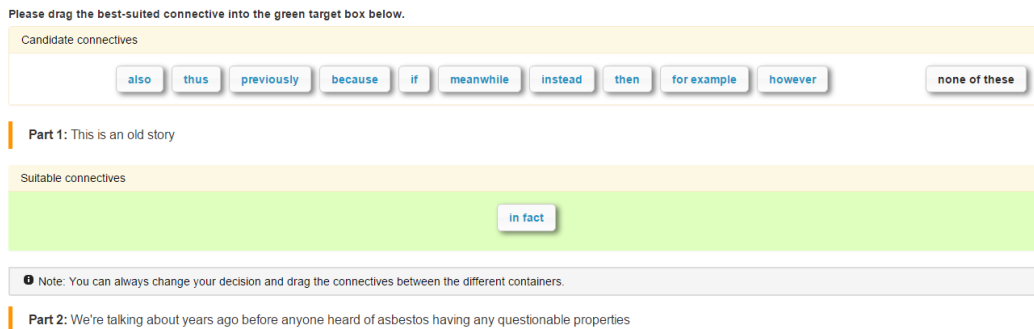 Please drag the best-suited connective into the green target box below.
Candidate connectives
also thus previously because if meanwhile instead then for example however none of these
Part 1: This is an old story
Suitable connectives
in fact
Note: You can always change your decision and drag the connectives between the different containers.
Part 2: We're talking about years ago before anyone heard of asbestos having any questionable properties